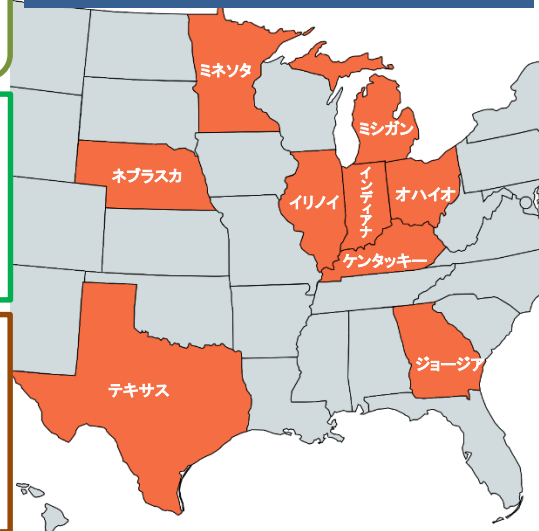 ミネソタ
ミシガン
ネブラスカ
イリノイ
インディアナ
オハイオ
ケンタッキー
ジョージア
テキサス